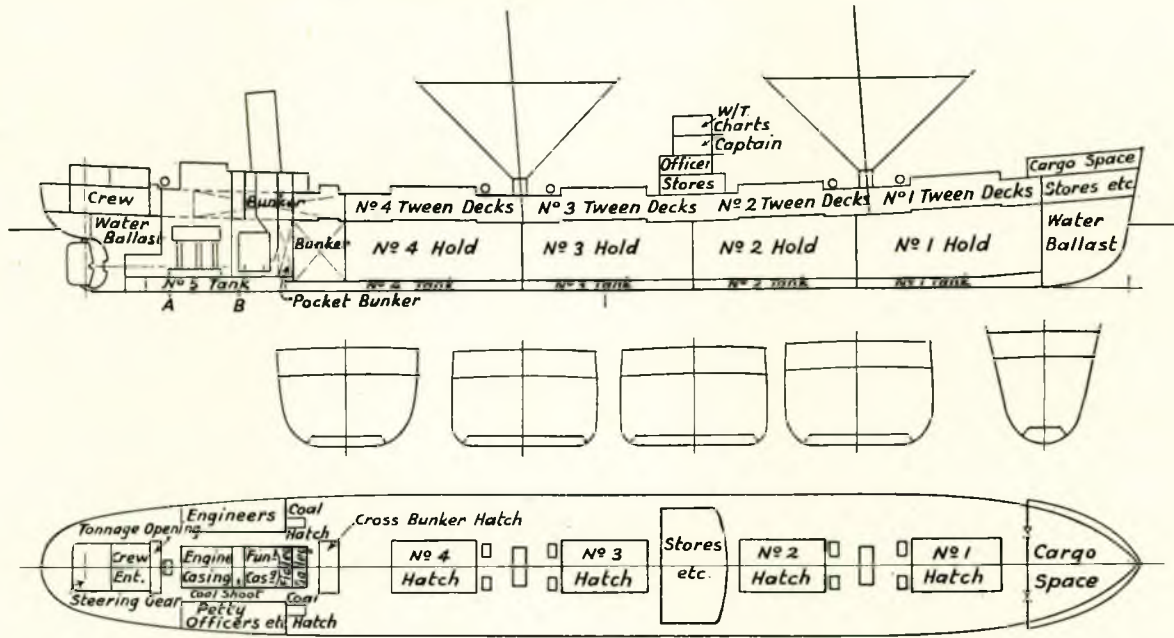 W/T.
Charts
Captain
Officer
Stores
Cargo Space
Stores etc.
Crew
Bunker
Nº 4 Tween Decks
Nº 3 Tween Decks
Nº 2 Tween Decks
Nº 1 Tween Decks
Water
Ballast
Bunker
Nº 4 Hold
Nº 3 Hold
Nº 2 Hold
Nº 1 Hold
Water
Ballast
Nº 5 Tank
Nº 4 Tank
Nº 3 Tank
Nº 2 Tank
Nº 1 Tank
A
B
Pocket Bunker
Tonnage Opening
Engineers
Coal
Hatch
Cross Bunker Hatch
Crew
Ent.
Engine
Casing
Fun!
Casg
Steering Gear
Coal Shoot
Petty
Officers etc
Coal
Hatch
Nº 4
Hatch
Nº 3
Hatch
Stores
etc.
Nº 2
Hatch
Nº 1
Hatch
Cargo
Space